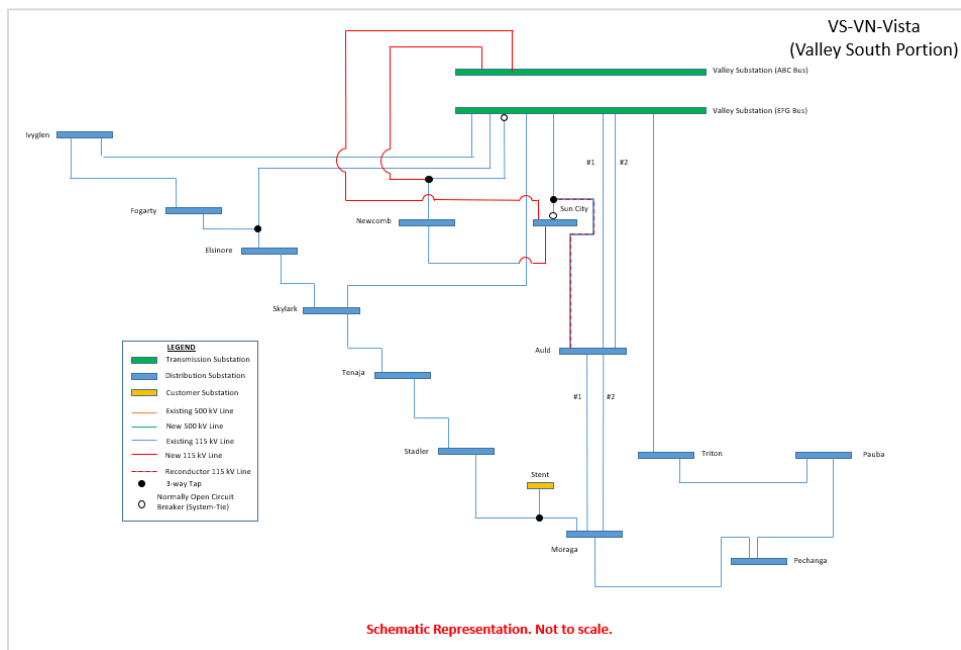 VS-VN-Vista
(Valley South Portion)
Valley Substation (ABC Bus)
Valley Substation (EFG Bus)
Ivyglen
#1
#2
Fogarty
Newcomb
Sun City
Elsinore
Skylark
LEGEND
Transmission Substation
Distribution Substation
Customer Substation
Existing 500 kV Line
New 500 kV Line
Existing 115 kV Line
New 115 kV Line
Reconductor 115 kV Line
3-way Tap
Normally Open Circuit
Breaker (System-Tie)
Auld
Tenaja
#1
#2
Stadler
Triton
Pauba
Stent
Moraga
Pechanga
Schematic Representation. Not to scale.